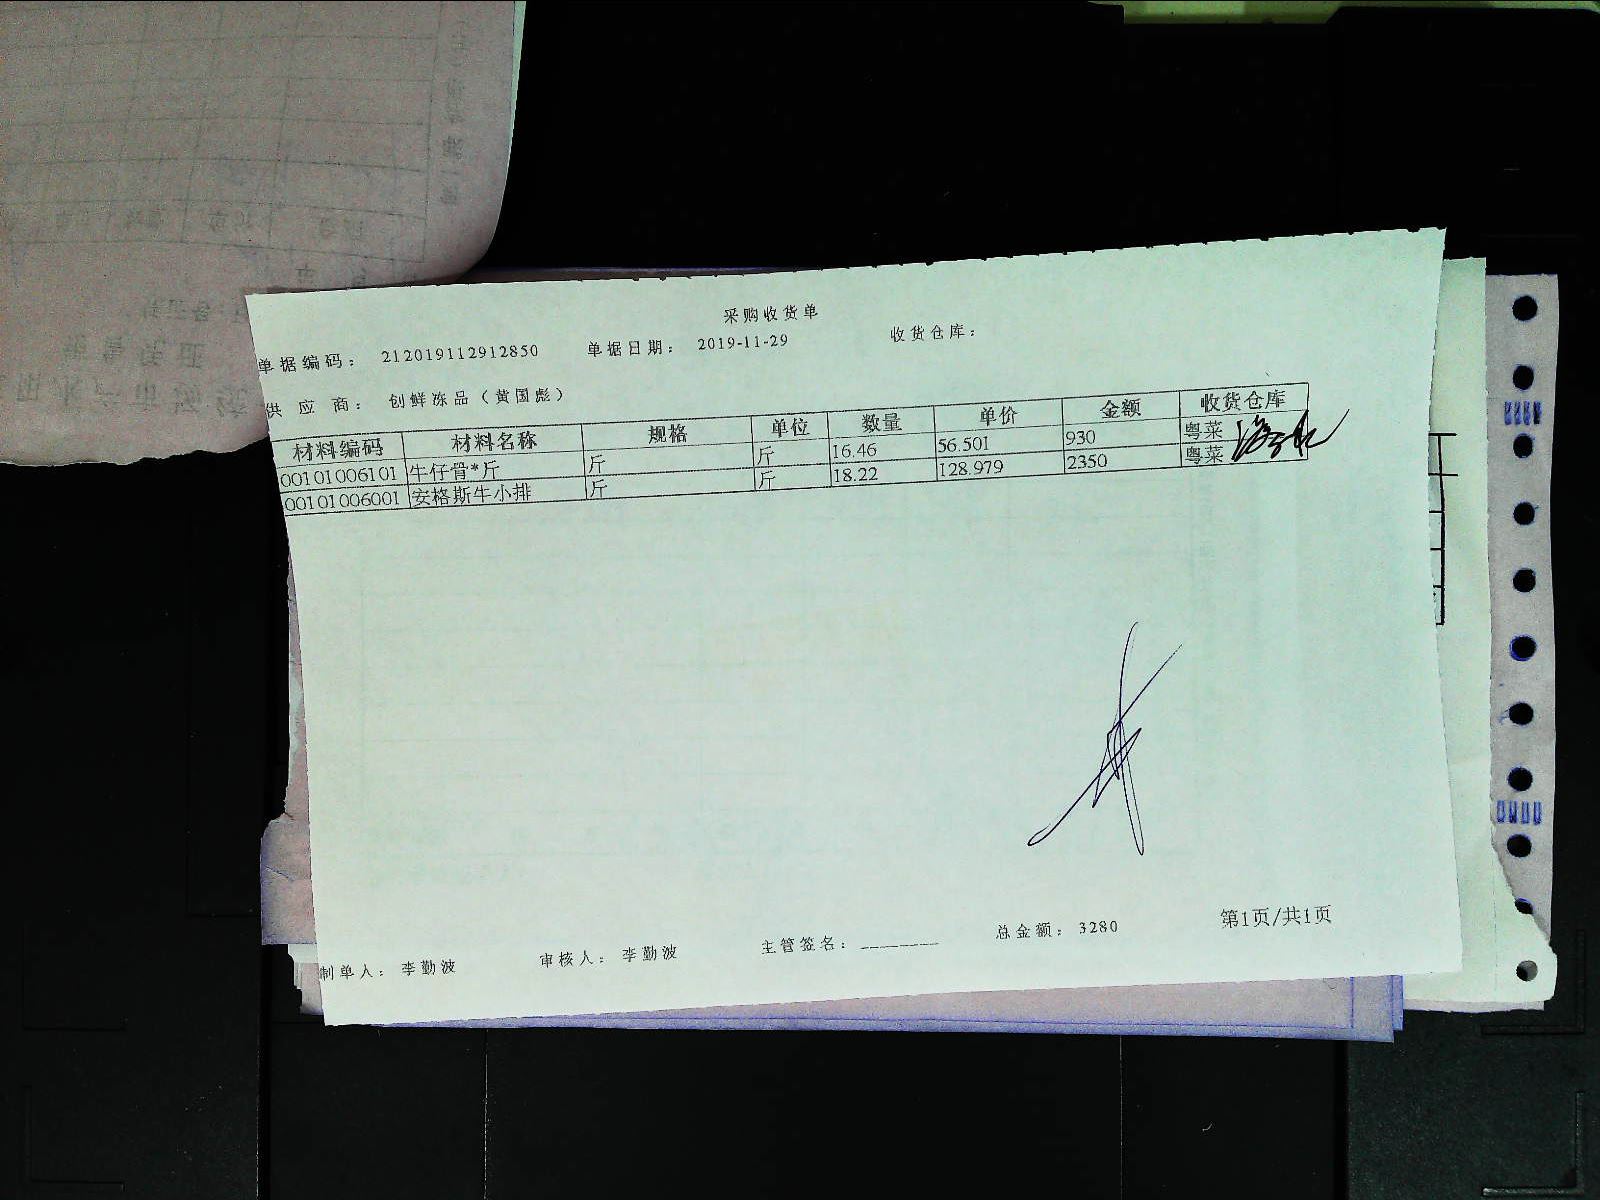 采购收货单
单据编码： 212019112912850 单据日期： 2019-11-29 收货仓库：
供 应 商： 创鲜冻品（黄国彪）
材料编码 材料名称 规格 单位 数量 单价 金额 收货仓库
00101006101 牛仔骨*斤 斤 斤 16.46 56.501 930 粤菜
00101006001 安格斯牛小排 斤 斤 18.22 128.979 2350 粤菜
制单人： 李勤波 审核人： 李勤波 主管签名： 总金额： 3280 第1页/共1页